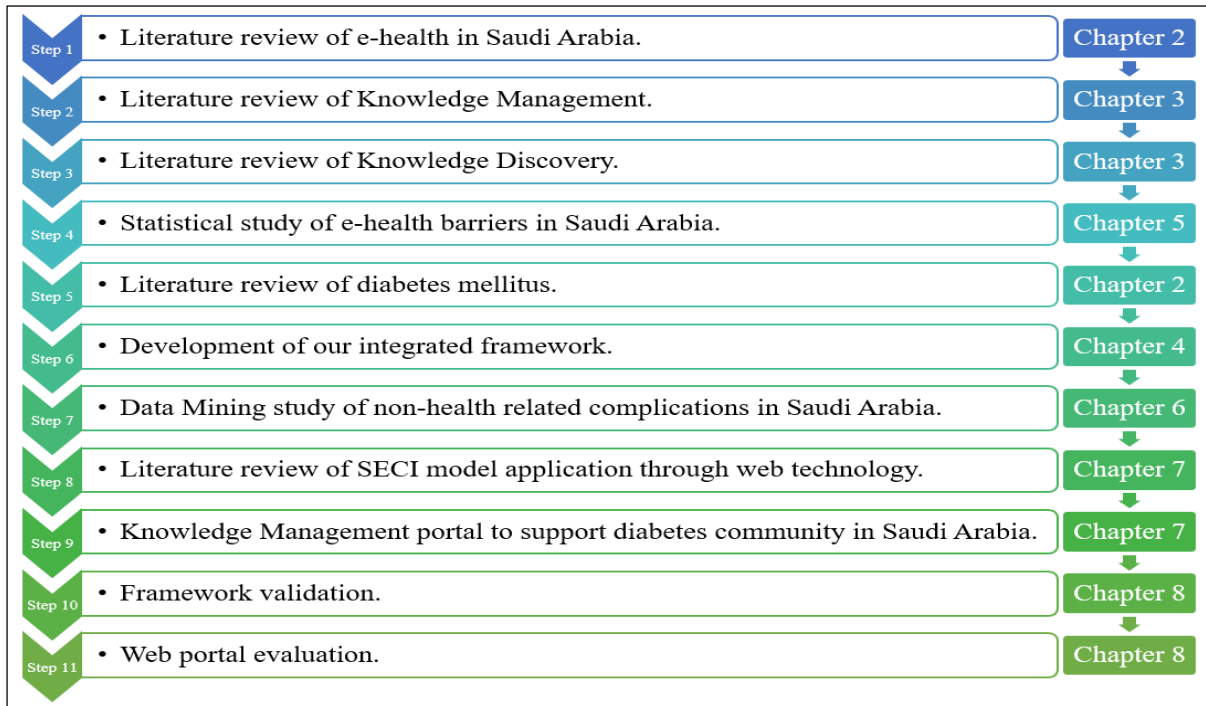 Step 1 • Literature review of e-health in Saudi Arabia. Chapter 2
Step 2 • Literature review of Knowledge Management. Chapter 3
Step 3 • Literature review of Knowledge Discovery. Chapter 3
Step 4 • Statistical study of e-health barriers in Saudi Arabia. Chapter 5
Step 5 • Literature review of diabetes mellitus. Chapter 2
Step 6 • Development of our integrated framework. Chapter 4
Step 7 • Data Mining study of non-health related complications in Saudi Arabia. Chapter 6
Step 8 • Literature review of SECI model application through web technology. Chapter 7
Step 9 • Knowledge Management portal to support diabetes community in Saudi Arabia. Chapter 7
Step 10 • Framework validation. Chapter 8
Step 11 • Web portal evaluation. Chapter 8